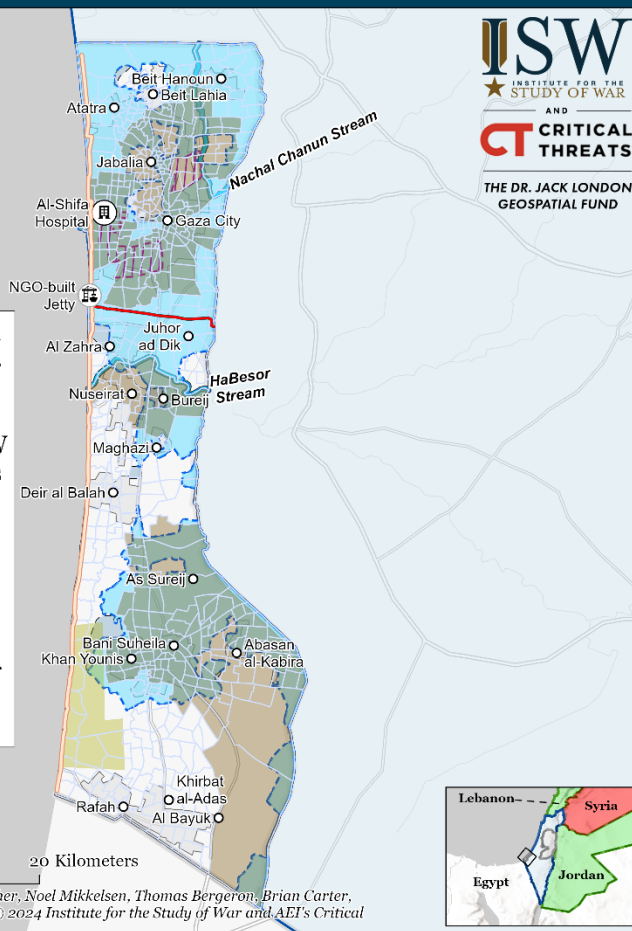 ISW
INSTITUTE FOR THE
STUDY OF WAR
AND
CT CRITICAL
THREATS
THE DR. JACK LONDON
GEOSPATIAL FUND
Beit Hanoun
Beit Lahia
Atatra
Nachal Chanun Stream
Jabalia
Al-Shifa
Hospital
Gaza City
NGO-built
Jetty
Juhor
ad Dik
Al Zahra
HaBesor
Stream
Nuseirat
Bureij
Maghazi
Deir al Balah
As Sureij
Bani Suheila
Khan Younis
Abasan
al-Kabira
Khirbat
al-Adas
Rafah
Al Bayuk
Lebanon
Syria
Jordan
Egypt
20 Kilometers
Noel Mikkelsen, Thomas Bergeron, Brian Carter,
© 2024 Institute for the Study of War and AEI's Critical